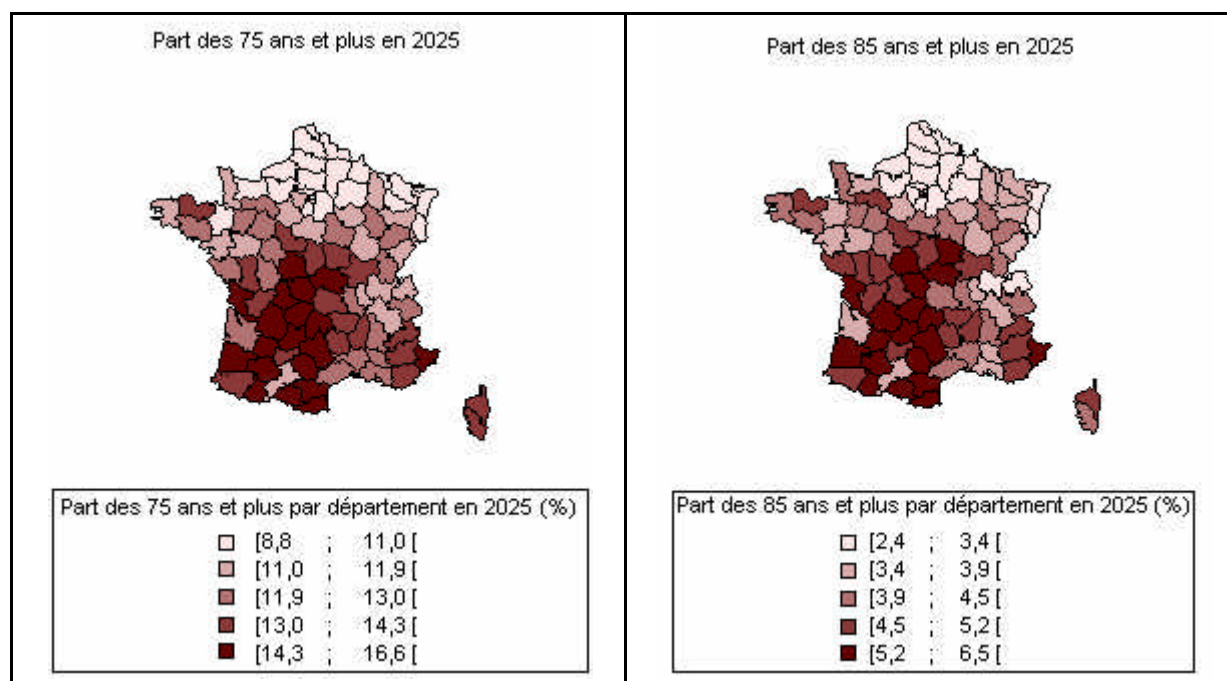 Part des 75 ans et plus en 2025
Part des 75 ans et plus par département en 2025 (%)
[8,8 ; 11,0 [
[11,0 ; 11,9 [
[11,9 ; 13,0 [
[13,0 ; 14,3 [
[14,3 ; 16,6 [
Part des 85 ans et plus en 2025
Part des 85 ans et plus par département en 2025 (%)
[2,4 ; 3,4 [
[3,4 ; 3,9 [
[3,9 ; 4,5 [
[4,5 ; 5,2 [
[5,2 ; 6,5 [